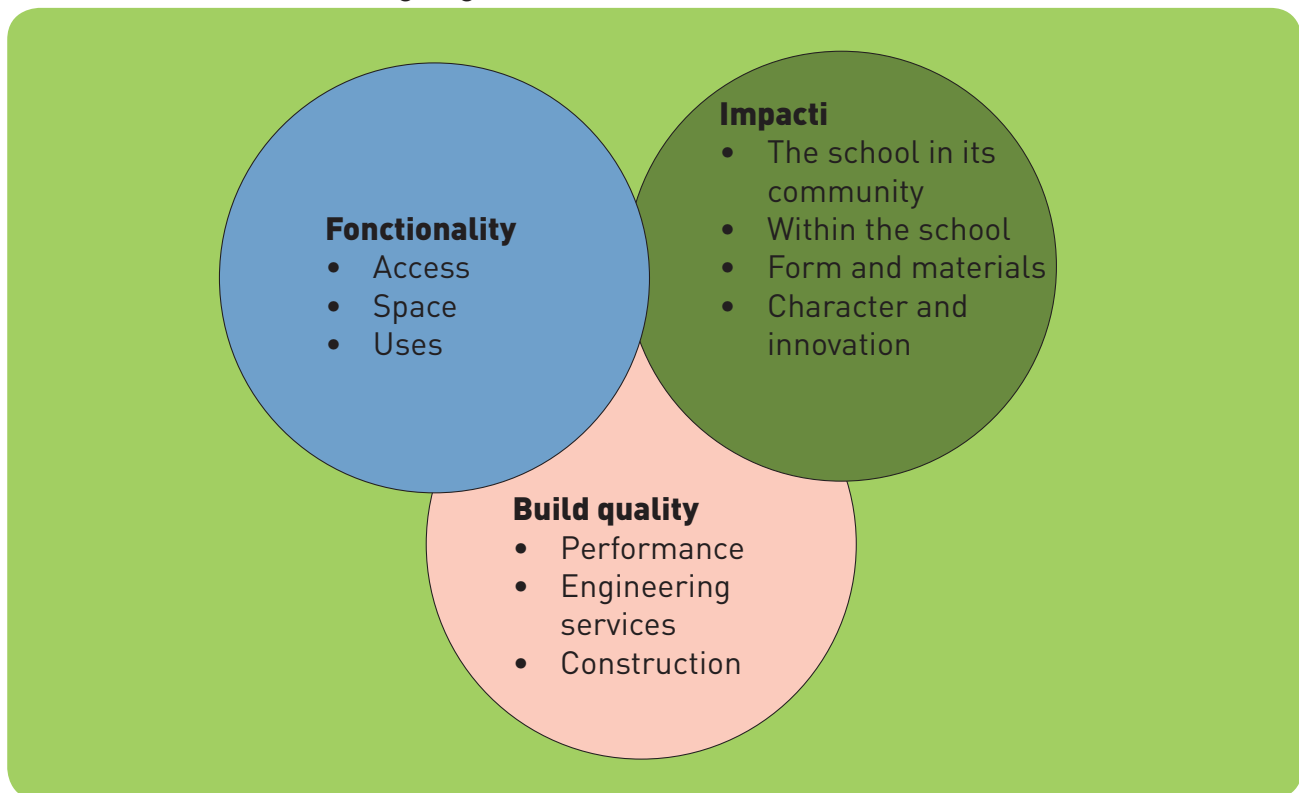 Fonctionality
• Access
• Space
• Uses
Impacti
• The school in its
community
• Within the school
• Form and materials
• Character and
innovation
Build quality
• Performance
• Engineering
services
• Construction